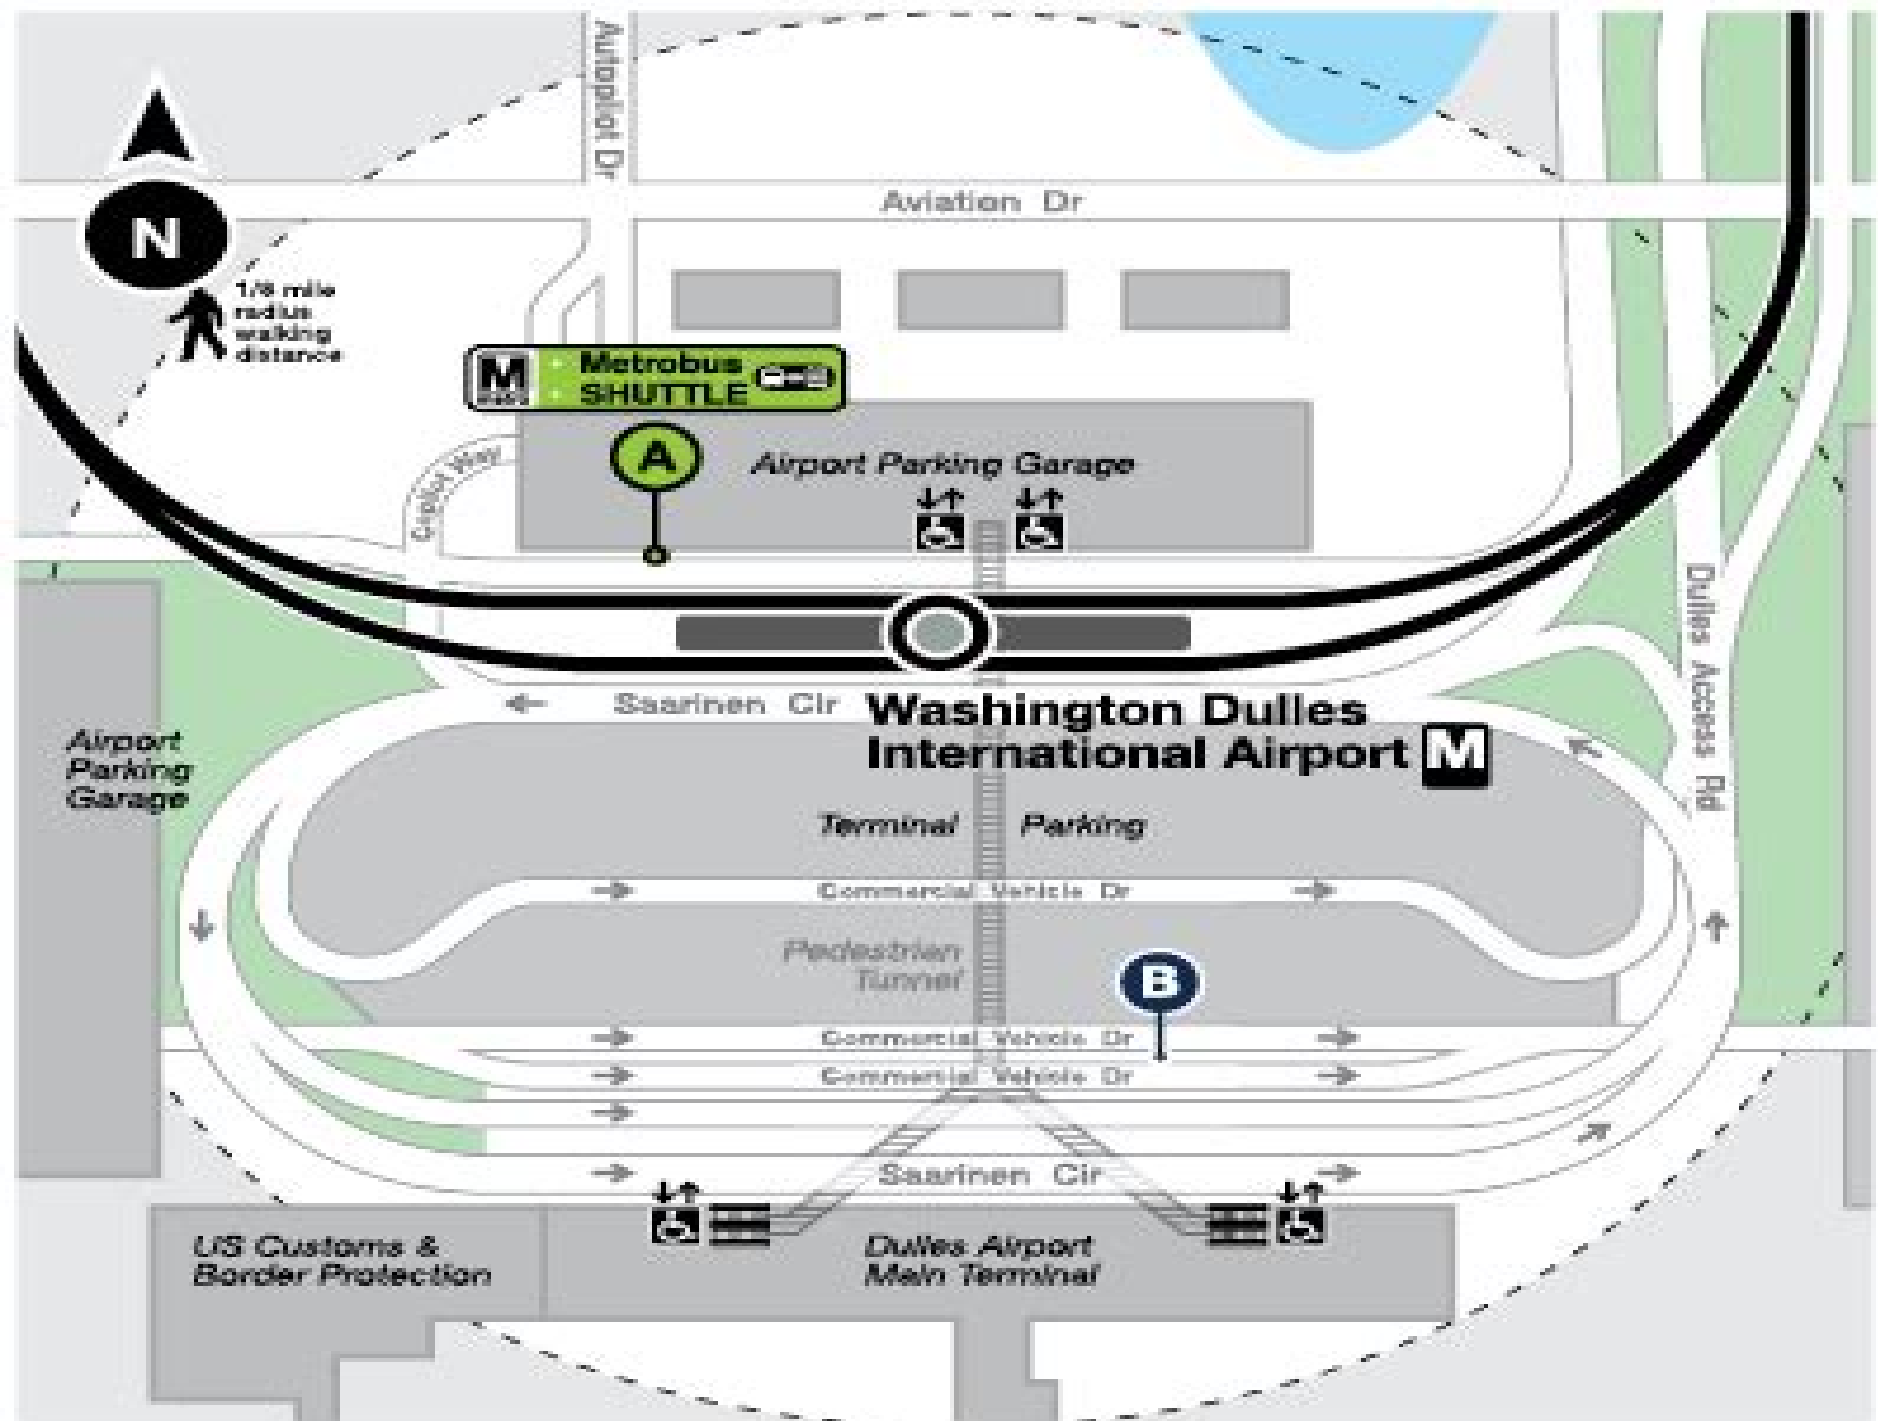 Autopilot Dr
Aviation Dr
N
1/8 mile
radius
walking
distance
M
Metrobus
SHUTTLE
A
Airport Parking Garage
Copilot Way
Dulles Access Rd
Saarinen Cir
Washington Dulles
International Airport M
Airport
Parking
Garage
Terminal Parking
Commercial Vehicle Dr
Pedestrian
Tunnel
B
Commercial Vehicle Dr
Commercial Vehicle Dr
Saarinen Cir
US Customs &
Border Protection
Dulles Airport
Main Terminal